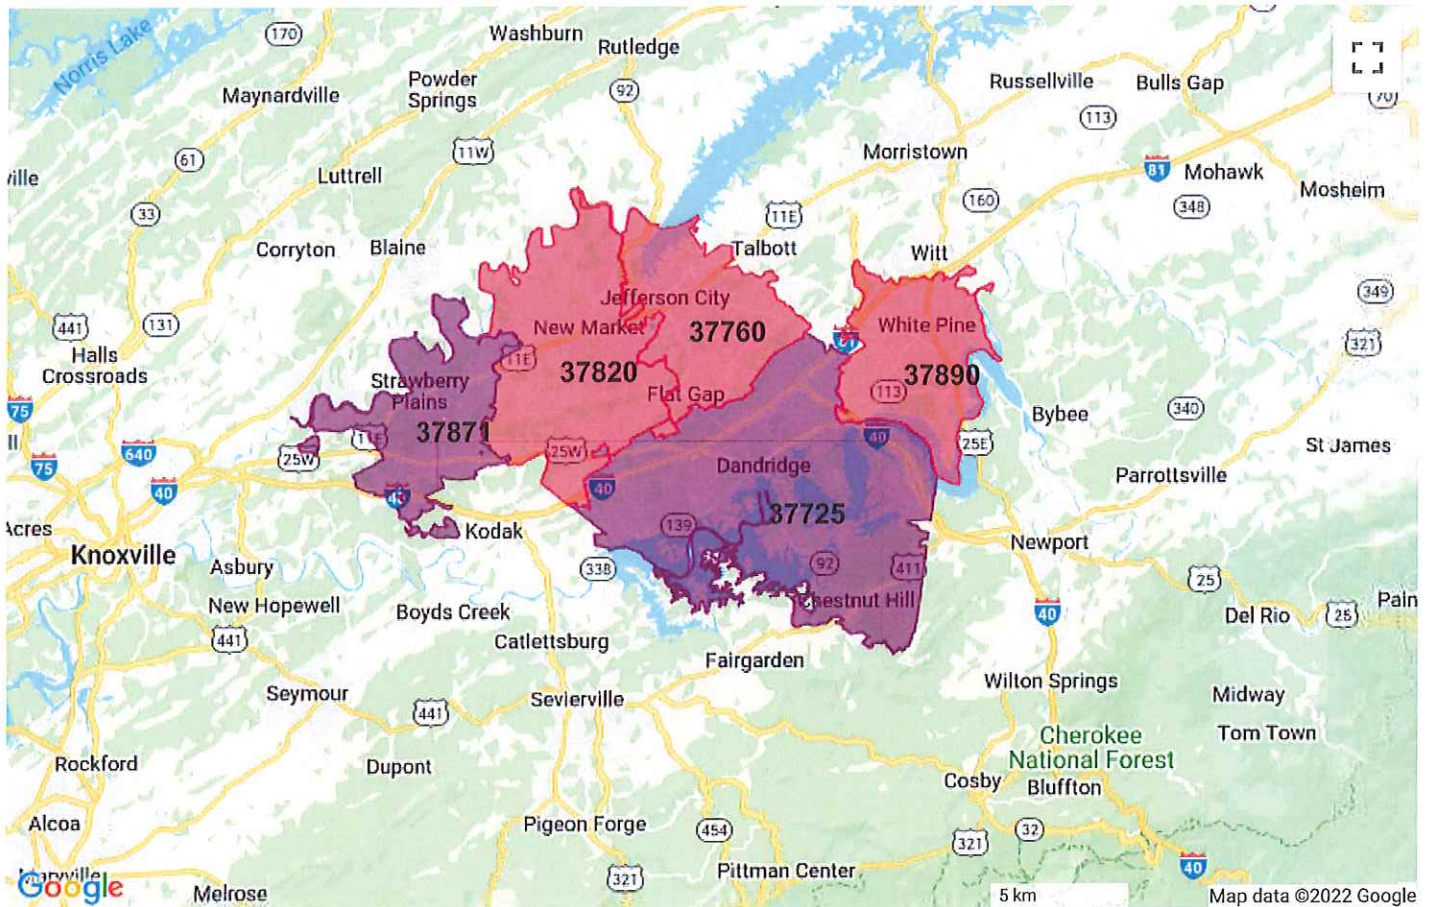 170
Washburn
Rutledge
Norris Lake
Powder
Springs
92
Russellville
Bulls Gap
Maynardville
70
113
11W
Morristown
61
81
Mohawk
ville
Luttrell
Mosheim
160
348
33
11E
Corryton
Blaine
Talbott
Witt
Jefferson City
349
441
131
New Market
37760
White Pine
81
321
Halls
Crossroads
11E
37820
37890
Strawberry
Plains
Flat Gap
113
75
340
Bybee
37871
11E
640
25W
25W
40
25E
St James
75
Dandridge
Parrottsville
40
40
40
37725
Acres
Kodak
139
Knoxville
Newport
Asbury
338
92
411
25
New Hopewell
Boyds Creek
Chestnut Hill
40
Del Rio
25
Pain
441
Catlettsburg
Fairgarden
Seymour
Sevierville
Wilton Springs
Midway
441
Tom Town
Cherokee
National Forest
Rockford
Dupont
Cosby
Bluffton
Alcoa
Pigeon Forge
454
32
321
Maryville
Google
Melrose
321
Pittman Center
40
5 km
Map data ©2022 Google